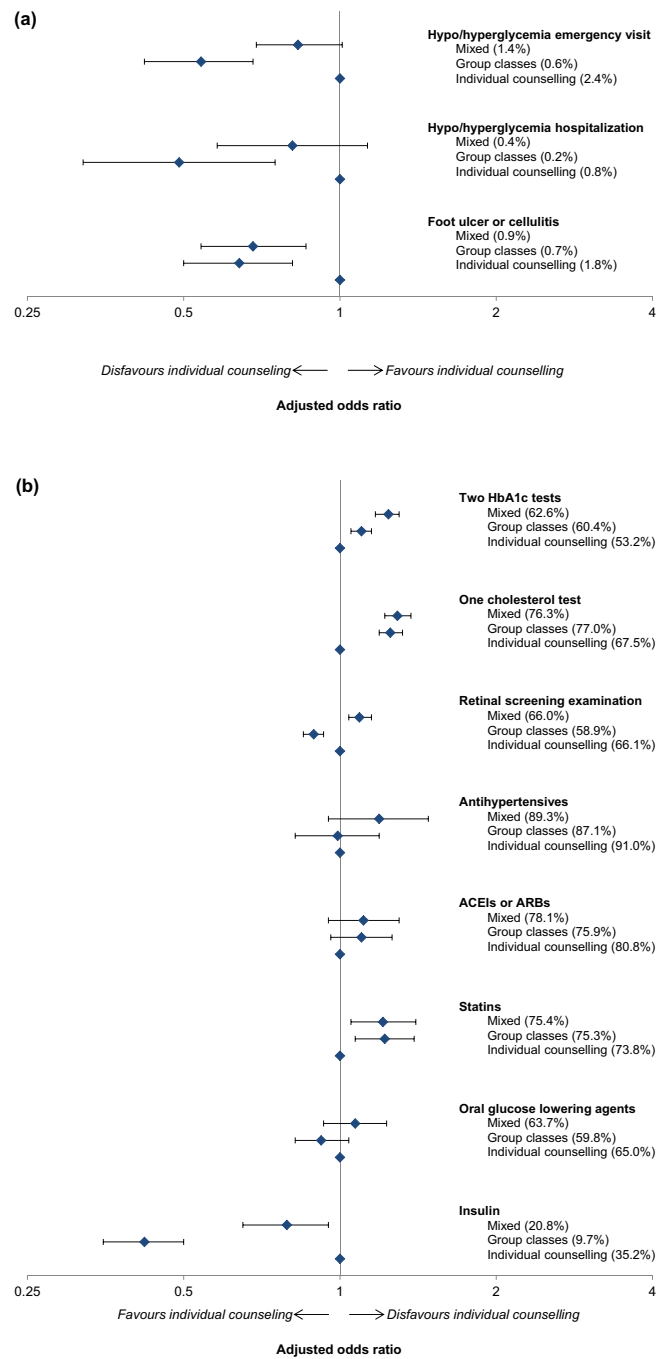 (a)
Hypo/hyperglycemia emergency visit
Mixed (1.4%)
Group classes (0.6%)
Individual counselling (2.4%)
Hypo/hyperglycemia hospitalization
Mixed (0.4%)
Group classes (0.2%)
Individual counselling (0.8%)
Foot ulcer or cellulitis
Mixed (0.9%)
Group classes (0.7%)
Individual counselling (1.8%)
0.25 0.5 1 2 4
Disfavours individual counseling Favours individual counselling
Adjusted odds ratio
(b)
Two HbA1c tests
Mixed (62.6%)
Group classes (60.4%)
Individual counselling (53.2%)
One cholesterol test
Mixed (76.3%)
Group classes (77.0%)
Individual counselling (67.5%)
Retinal screening examination
Mixed (66.0%)
Group classes (58.9%)
Individual counselling (66.1%)
Antihypertensives
Mixed (89.3%)
Group classes (87.1%)
Individual counselling (91.0%)
ACEIs or ARBs
Mixed (78.1%)
Group classes (75.9%)
Individual counselling (80.8%)
Statins
Mixed (75.4%)
Group classes (75.3%)
Individual counselling (73.8%)
Oral glucose lowering agents
Mixed (63.7%)
Group classes (59.8%)
Individual counselling (65.0%)
Insulin
Mixed (20.8%)
Group classes (9.7%)
Individual counselling (35.2%)
0.25 0.5 1 2 4
Favours individual counseling Disfavours individual counselling
Adjusted odds ratio